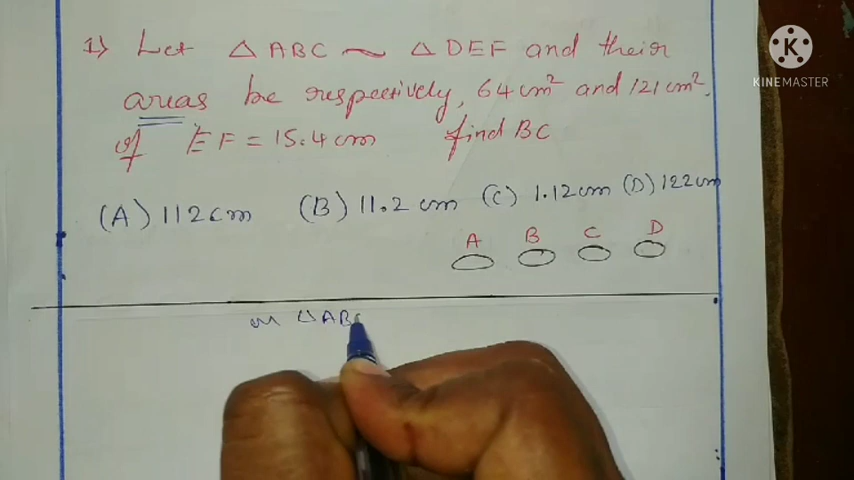 1) Let △ABC ~ △DEF and their
areas be respectively, 64 cm² and 121 cm².
If EF = 15.4 cm find BC
(A) 112 cm (B) 11.2 cm (C) 1.12 cm (D) 122 cm
A B C D
in △ABC
K
KINEMASTER